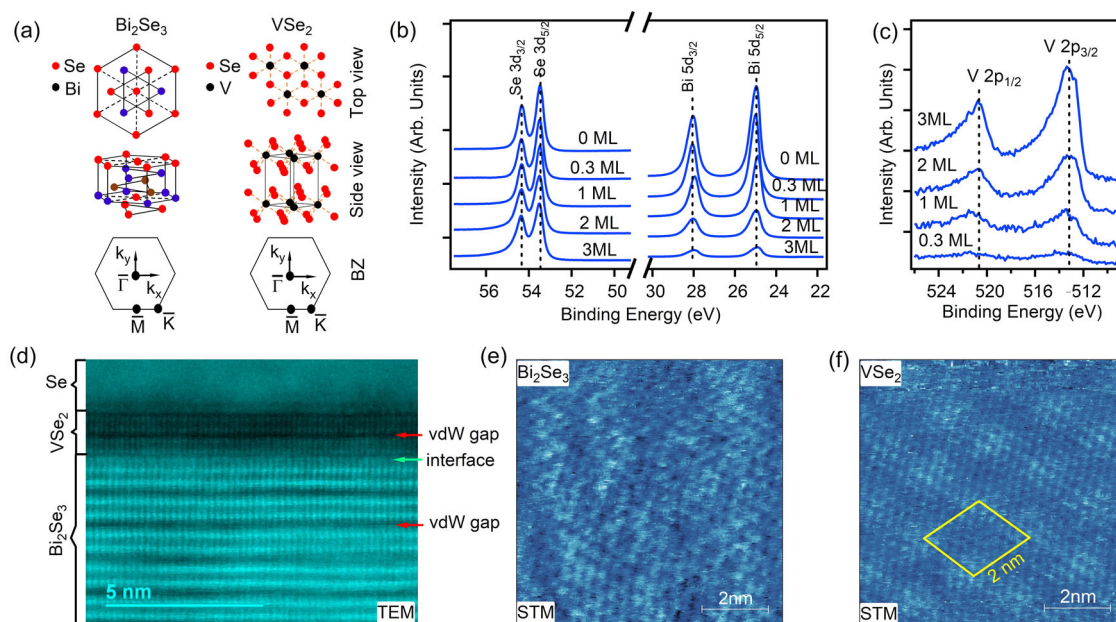 (a)
Bi₂Se₃
VSe₂
Se
Bi
Se
V
Top view
Side view
BZ
k_y
Γ̅
k_x
M̅
K̅
k_y
Γ̅
k_x
M̅
K̅
(b)
Intensity (Arb. Units)
Se 3d₃/₂
Se 3d₅/₂
Bi 5d₃/₂
Bi 5d₅/₂
0 ML
0.3 ML
1 ML
2 ML
3ML
0 ML
0.3 ML
1 ML
2 ML
3ML
56 54 52 50 30 28 26 24 22
Binding Energy (eV)
(c)
Intensity (Arb. Units)
V 2p₁/₂
V 2p₃/₂
3ML
2 ML
1 ML
0.3 ML
524 520 516 512
Binding Energy (eV)
(d)
Se
VSe₂
Bi₂Se₃
vdW gap
interface
vdW gap
5 nm
TEM
(e)
Bi₂Se₃
STM
2nm
(f)
VSe₂
2 nm
STM
2nm